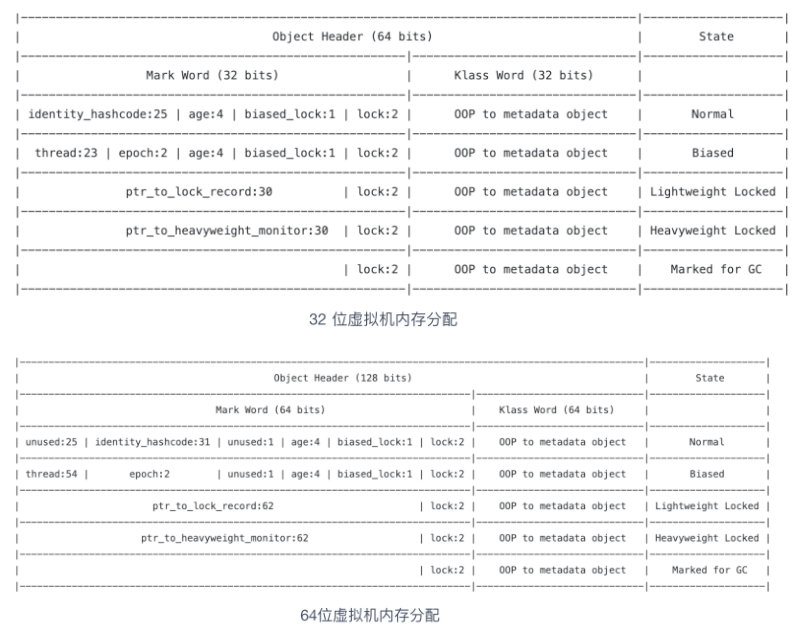 Object Header (64 bits) | State
Mark Word (32 bits) | Klass Word (32 bits)
identity_hashcode:25 | age:4 | biased_lock:1 | lock:2 | OOP to metadata object | Normal
thread:23 | epoch:2 | age:4 | biased_lock:1 | lock:2 | OOP to metadata object | Biased
ptr_to_lock_record:30 | lock:2 | OOP to metadata object | Lightweight Locked
ptr_to_heavyweight_monitor:30 | lock:2 | OOP to metadata object | Heavyweight Locked
| lock:2 | OOP to metadata object | Marked for GC
32 位虚拟机内存分配
Object Header (128 bits) | State
Mark Word (64 bits) | Klass Word (64 bits)
unused:25 | identity_hashcode:31 | unused:1 | age:4 | biased_lock:1 | lock:2 | OOP to metadata object | Normal
thread:54 | epoch:2 | unused:1 | age:4 | biased_lock:1 | lock:2 | OOP to metadata object | Biased
ptr_to_lock_record:62 | lock:2 | OOP to metadata object | Lightweight Locked
ptr_to_heavyweight_monitor:62 | lock:2 | OOP to metadata object | Heavyweight Locked
| lock:2 | OOP to metadata object | Marked for GC
64位虚拟机内存分配